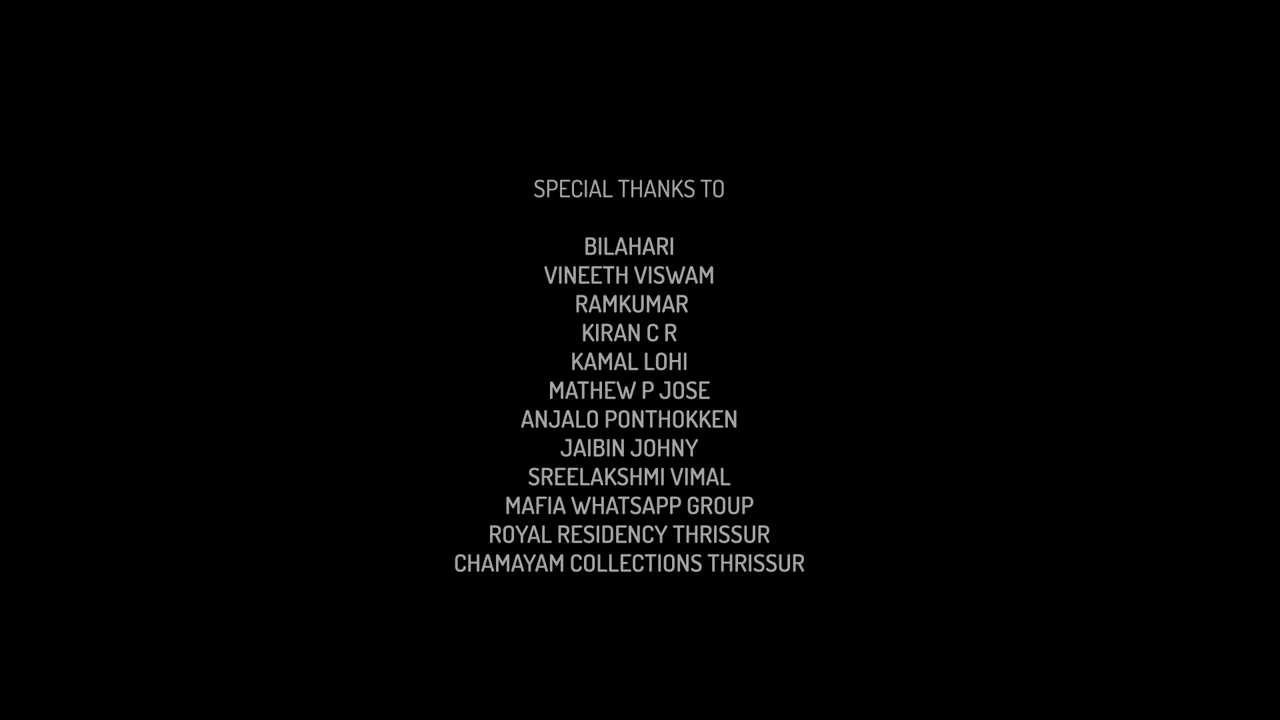 SPECIAL THANKS TO
BILAHARI
VINEETH VISWAM
RAMKUMAR
KIRAN C R
KAMAL LOHI
MATHEW P JOSE
ANJALO PONTHOKKEN
JAIBIN JOHNY
SREELAKSHMI VIMAL
MAFIA WHATSAPP GROUP
ROYAL RESIDENCY THRISSUR
CHAMAYAM COLLECTIONS THRISSUR